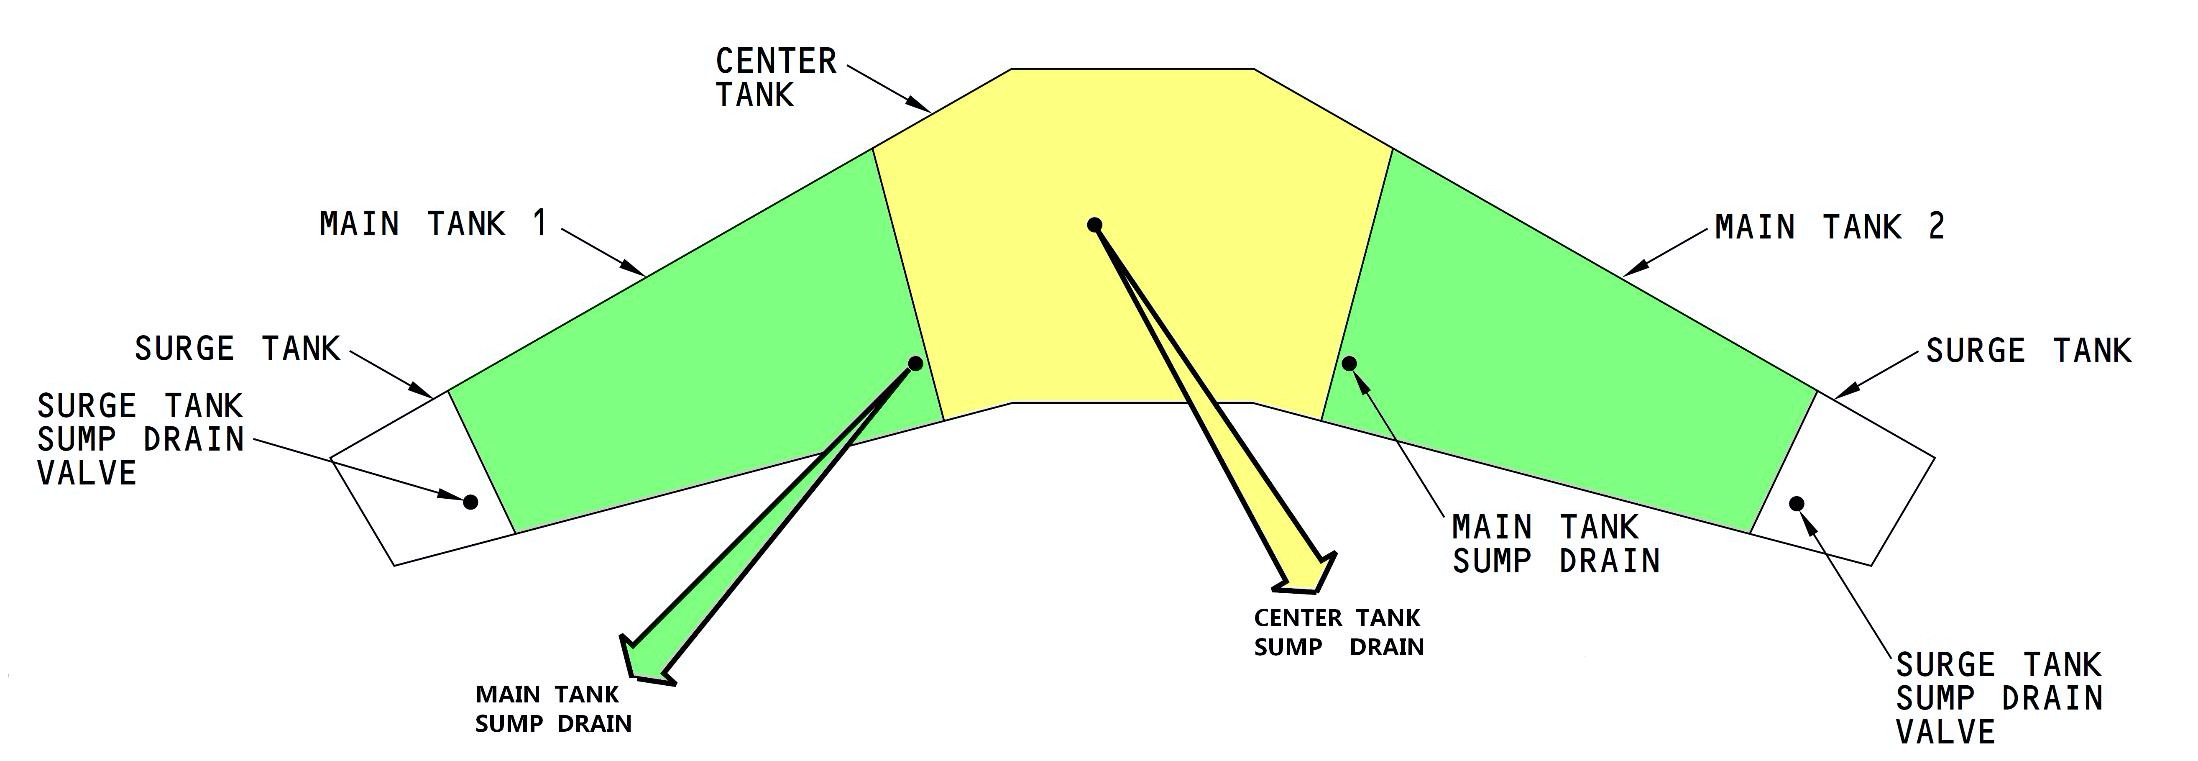 CENTER
TANK
MAIN TANK 1
MAIN TANK 2
SURGE TANK
SURGE TANK
SURGE TANK
SUMP DRAIN
VALVE
MAIN TANK
SUMP DRAIN
CENTER TANK
SUMP DRAIN
SURGE TANK
SUMP DRAIN
VALVE
MAIN TANK
SUMP DRAIN